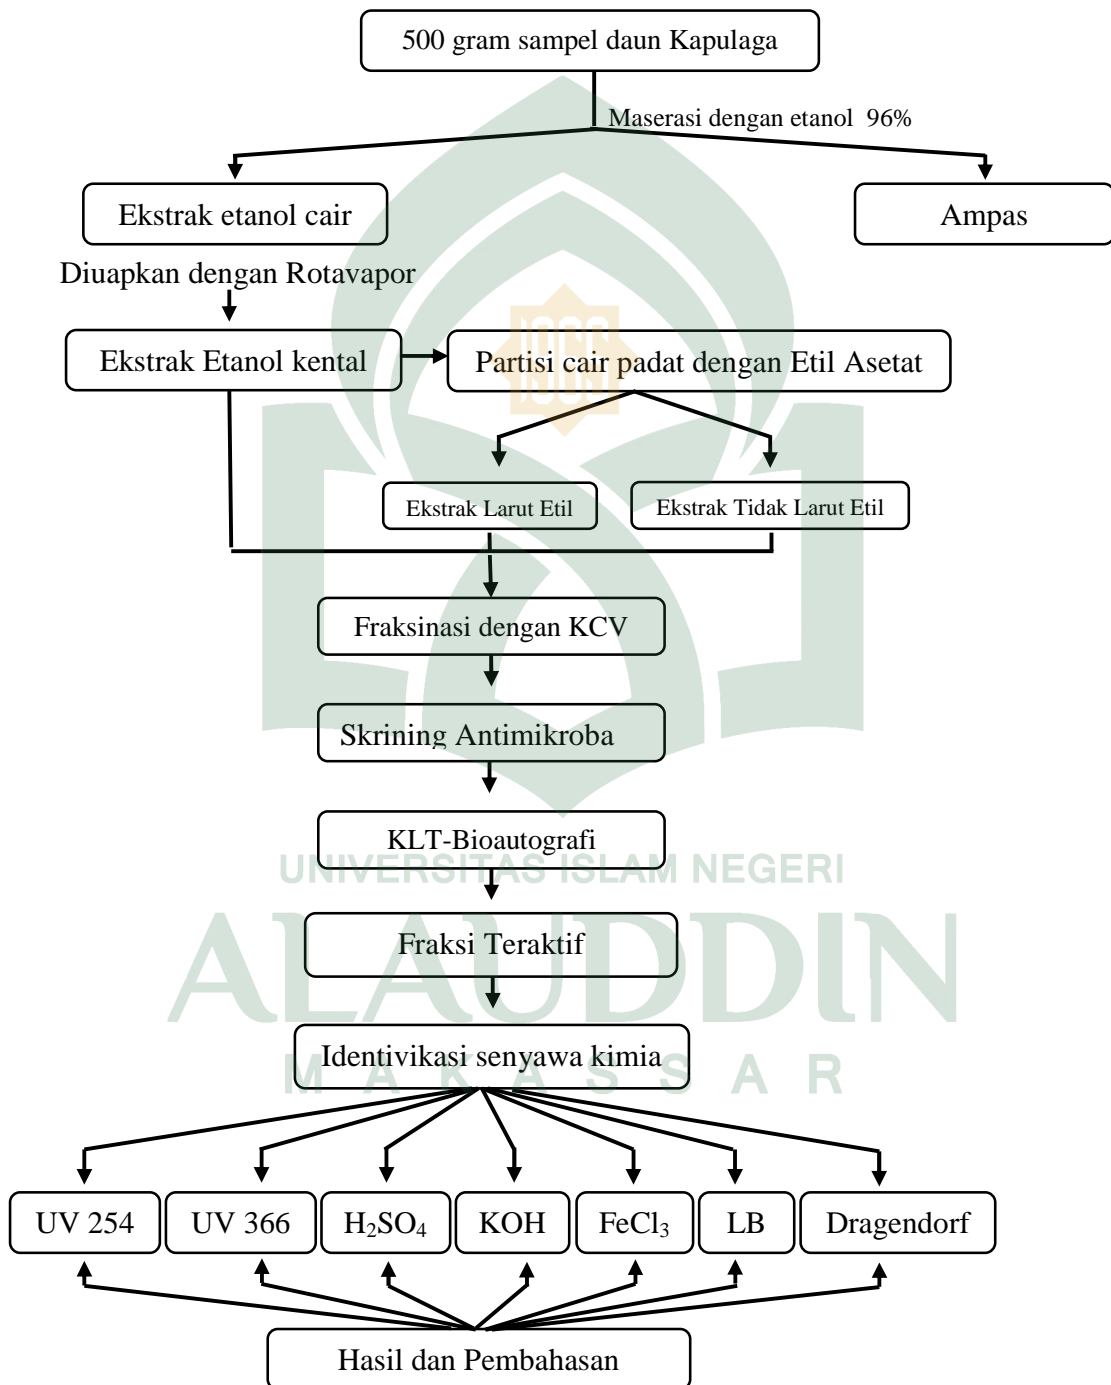 500 gram sampel daun Kapulaga
Maserasi dengan etanol 96%
Ekstrak etanol cair
Ampas
Diuapkan dengan Rotavapor
Ekstrak Etanol kental
Partisi cair padat dengan Etil Asetat
Ekstrak Larut Etil
Ekstrak Tidak Larut Etil
Fraksinasi dengan KCV
Skrining Antimikroba
KLT-Bioautografi
UNIVERSITAS ISLAM NEGERI
Fraksi Teraktif
ALAUDDIN
Identivikasi senyawa kimia
MAKASSAR
UV 254
UV 366
H₂SO₄
KOH
FeCl₃
LB
Dragendorf
Hasil dan Pembahasan